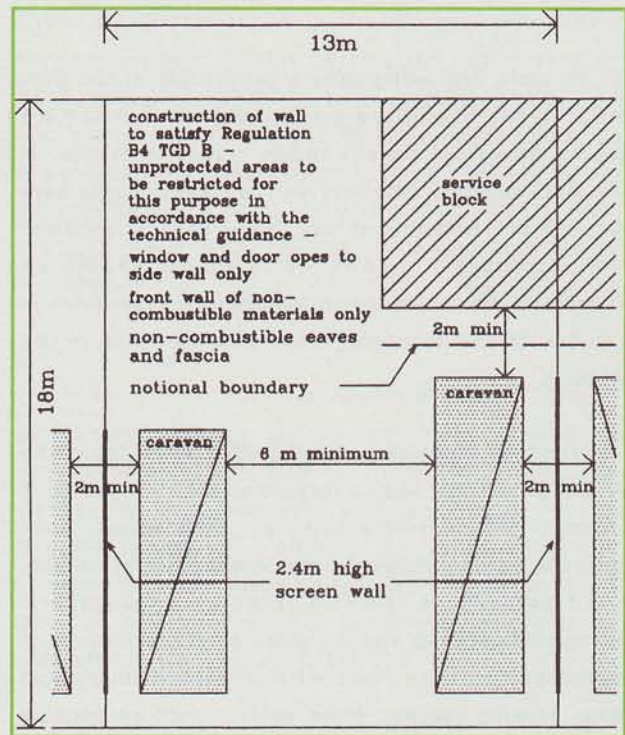 13m
construction of wall
to satisfy Regulation
B4 TGD B –
unprotected areas to
be restricted for
this purpose in
accordance with the
technical guidance –
window and door opes to
side wall only
front wall of non-
combustible materials only
non-combustible eaves
and fascia
notional boundary
service
block
2m min
18m
caravan
caravan
6 m minimum
2m min
2m min
2.4m high
screen wall